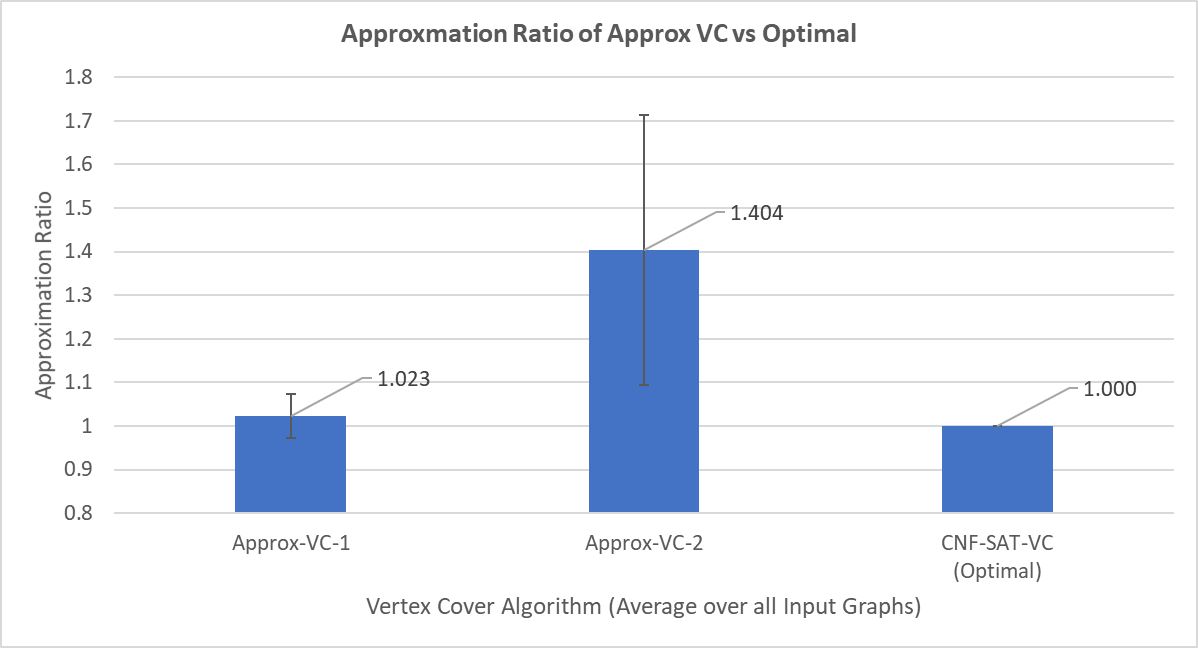 Approxmation Ratio of Approx VC vs Optimal
Approximation Ratio
1.8
1.7
1.6
1.5
1.4
1.3
1.2
1.1
1
0.9
0.8
1.023
1.404
1.000
Approx-VC-1
Approx-VC-2
CNF-SAT-VC
(Optimal)
Vertex Cover Algorithm (Average over all Input Graphs)